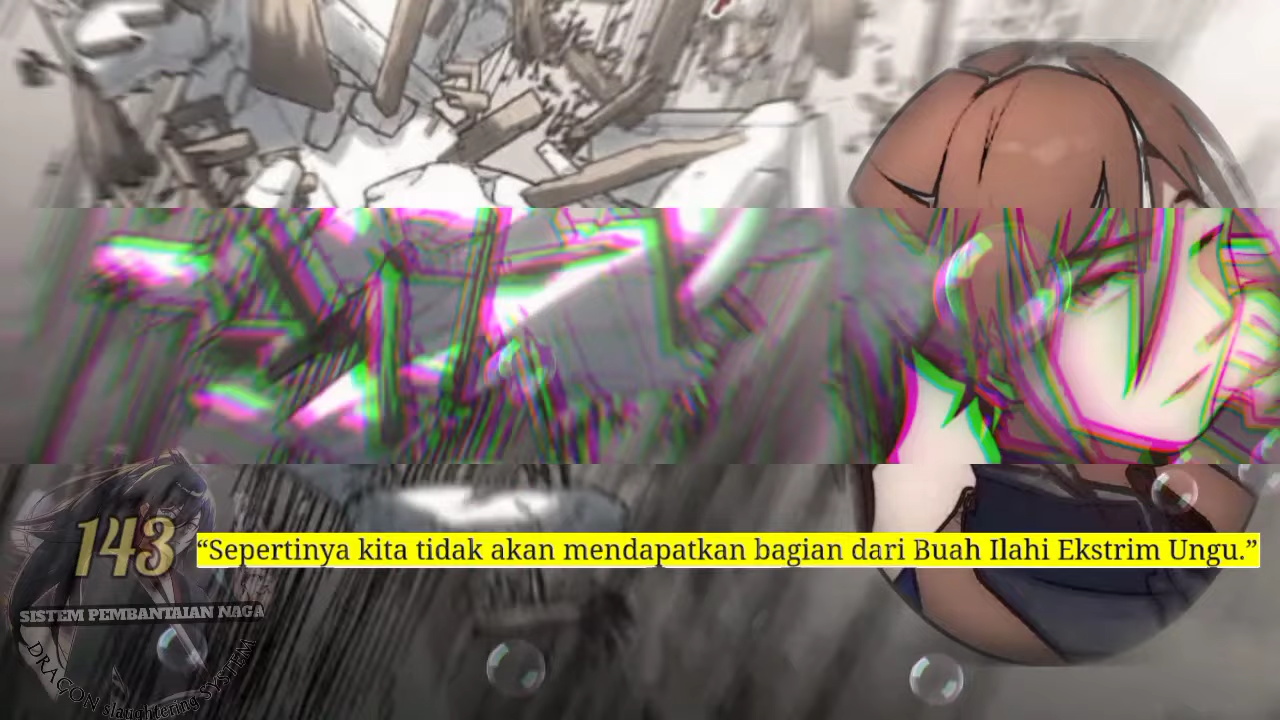 143
“Sepertinya kita tidak akan mendapatkan bagian dari Buah Ilahi Ekstrim Ungu.”
SISTEM PEMBANTAIAN NAGA
DRAGON slaughtering SYSTEM